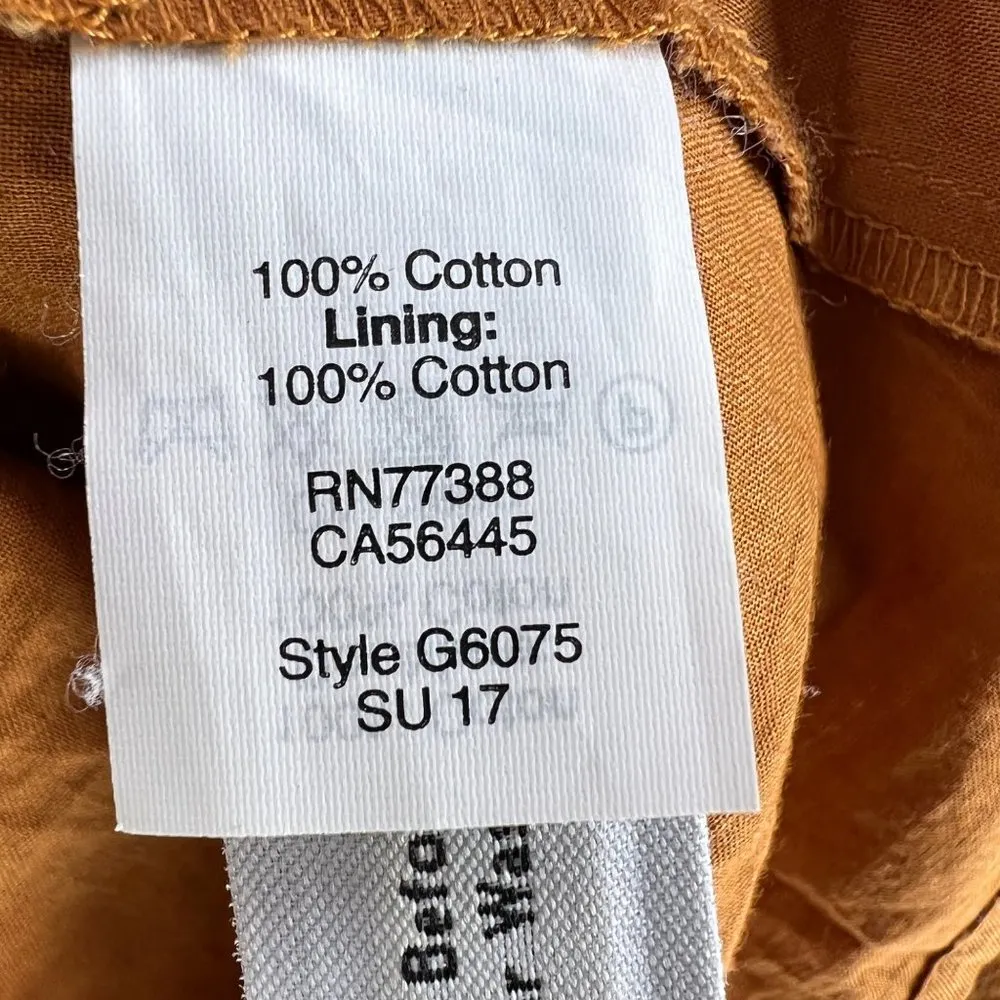 100% Cotton
Lining:
100% Cotton
RN77388
CA56445
Style G6075
SU 17